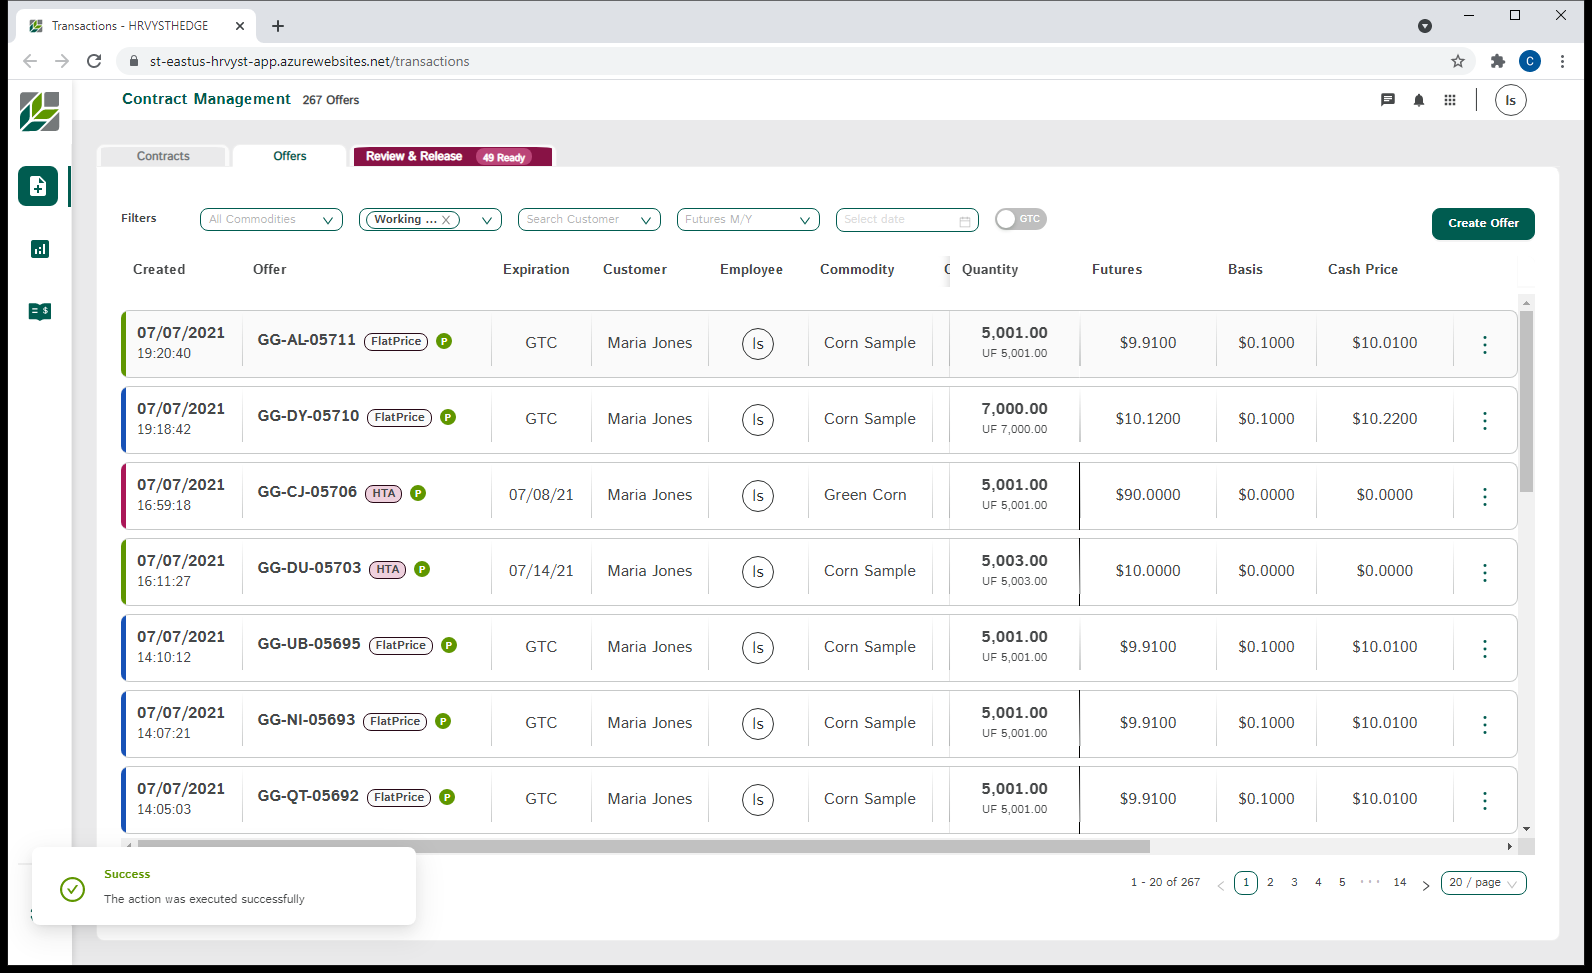 Transactions - HRVYSTHEDGE
st-eastus-hrvyst-app.azurewebsites.net/transactions
C
Contract Management 267 Offers
ls
Contracts Offers Review & Release 49 Ready
Filters All Commodities Working ... X Search Customer Futures M/Y Select date GTC Create Offer
Created Offer Expiration Customer Employee Commodity Quantity Futures Basis Cash Price
07/07/2021 GG-AL-05711 FlatPrice P GTC Maria Jones ls Corn Sample 5,001.00 $9.9100 $0.1000 $10.0100
19:20:40 UF 5,001.00
07/07/2021 GG-DY-05710 FlatPrice P GTC Maria Jones ls Corn Sample 7,000.00 $10.1200 $0.1000 $10.2200
19:18:42 UF 7,000.00
07/07/2021 GG-CJ-05706 HTA P 07/08/21 Maria Jones ls Green Corn 5,001.00 $90.0000 $0.0000 $0.0000
16:59:18 UF 5,001.00
07/07/2021 GG-DU-05703 HTA P 07/14/21 Maria Jones ls Corn Sample 5,003.00 $10.0000 $0.0000 $0.0000
16:11:27 UF 5,003.00
07/07/2021 GG-UB-05695 FlatPrice P GTC Maria Jones ls Corn Sample 5,001.00 $9.9100 $0.1000 $10.0100
14:10:12 UF 5,001.00
07/07/2021 GG-NI-05693 FlatPrice P GTC Maria Jones ls Corn Sample 5,001.00 $9.9100 $0.1000 $10.0100
14:07:21 UF 5,001.00
07/07/2021 GG-QT-05692 FlatPrice P GTC Maria Jones ls Corn Sample 5,001.00 $9.9100 $0.1000 $10.0100
14:05:03 UF 5,001.00
Success
The action was executed successfully
1 - 20 of 267 < 1 2 3 4 5 ··· 14 > 20 / page